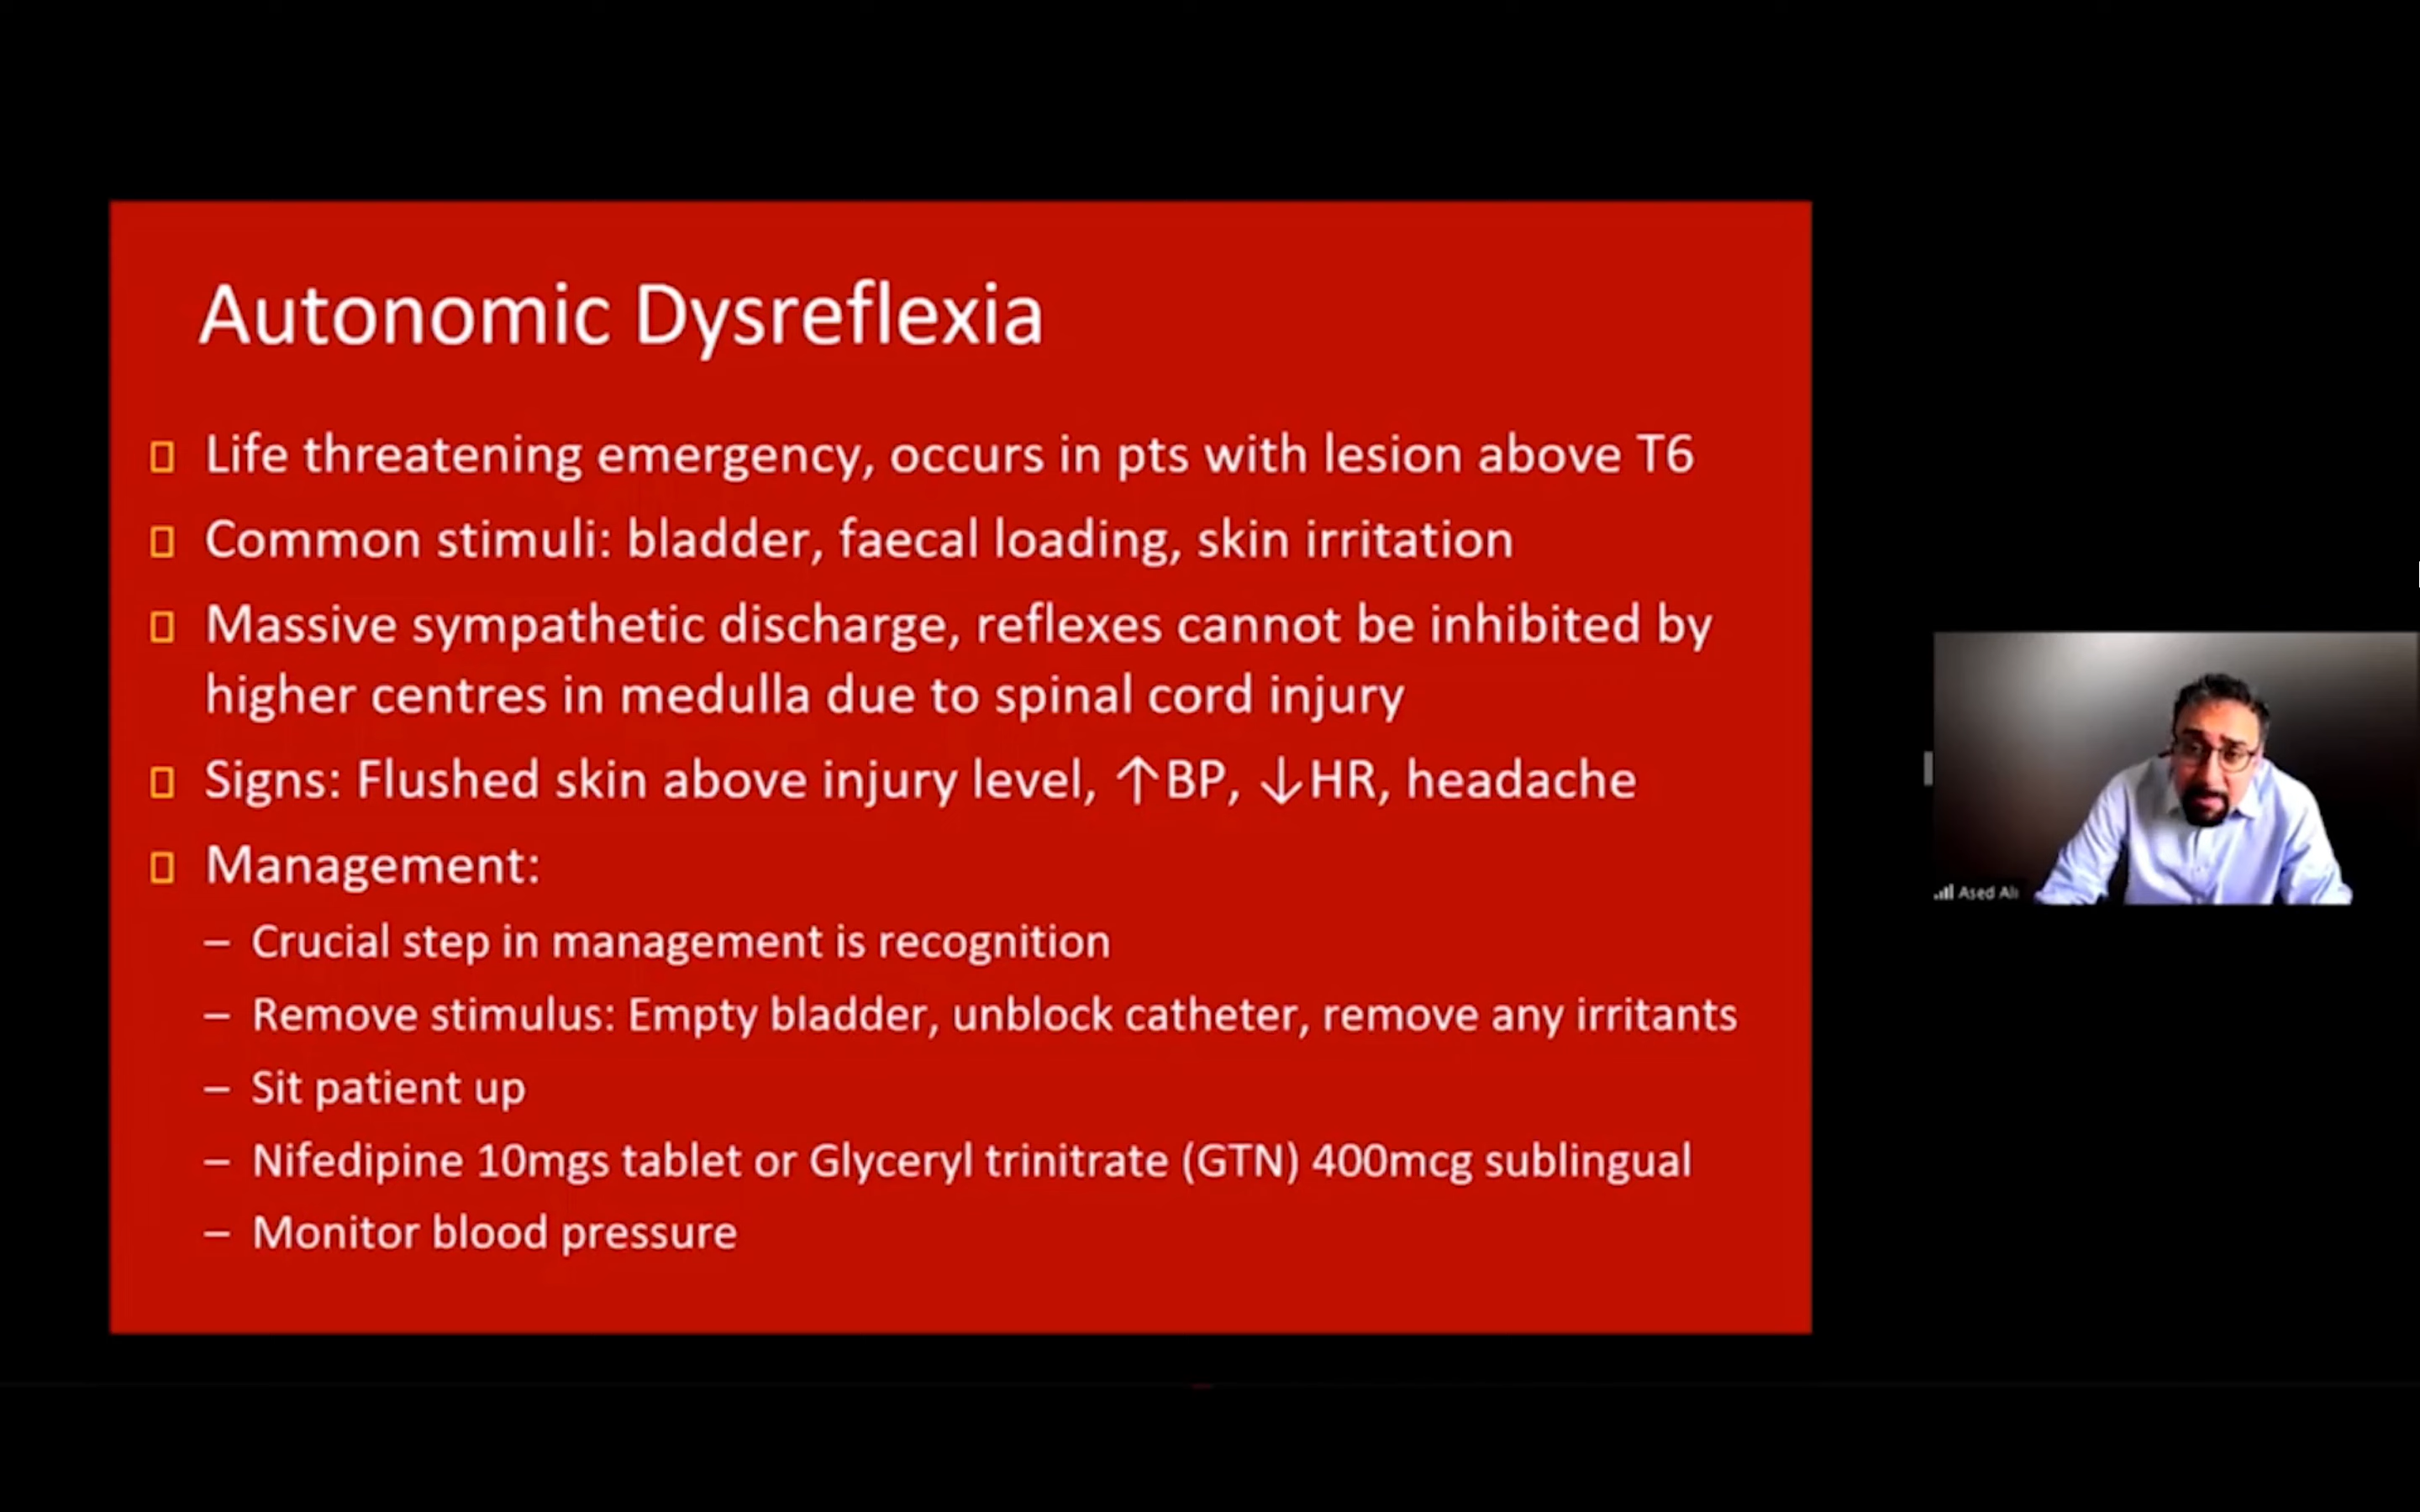 Autonomic Dysreflexia
Life threatening emergency, occurs in pts with lesion above T6
Common stimuli: bladder, faecal loading, skin irritation
Massive sympathetic discharge, reflexes cannot be inhibited by
higher centres in medulla due to spinal cord injury
Signs: Flushed skin above injury level, ↑BP, ↓HR, headache
Management:
– Crucial step in management is recognition
– Remove stimulus: Empty bladder, unblock catheter, remove any irritants
– Sit patient up
– Nifedipine 10mgs tablet or Glyceryl trinitrate (GTN) 400mcg sublingual
– Monitor blood pressure
Ased Ali